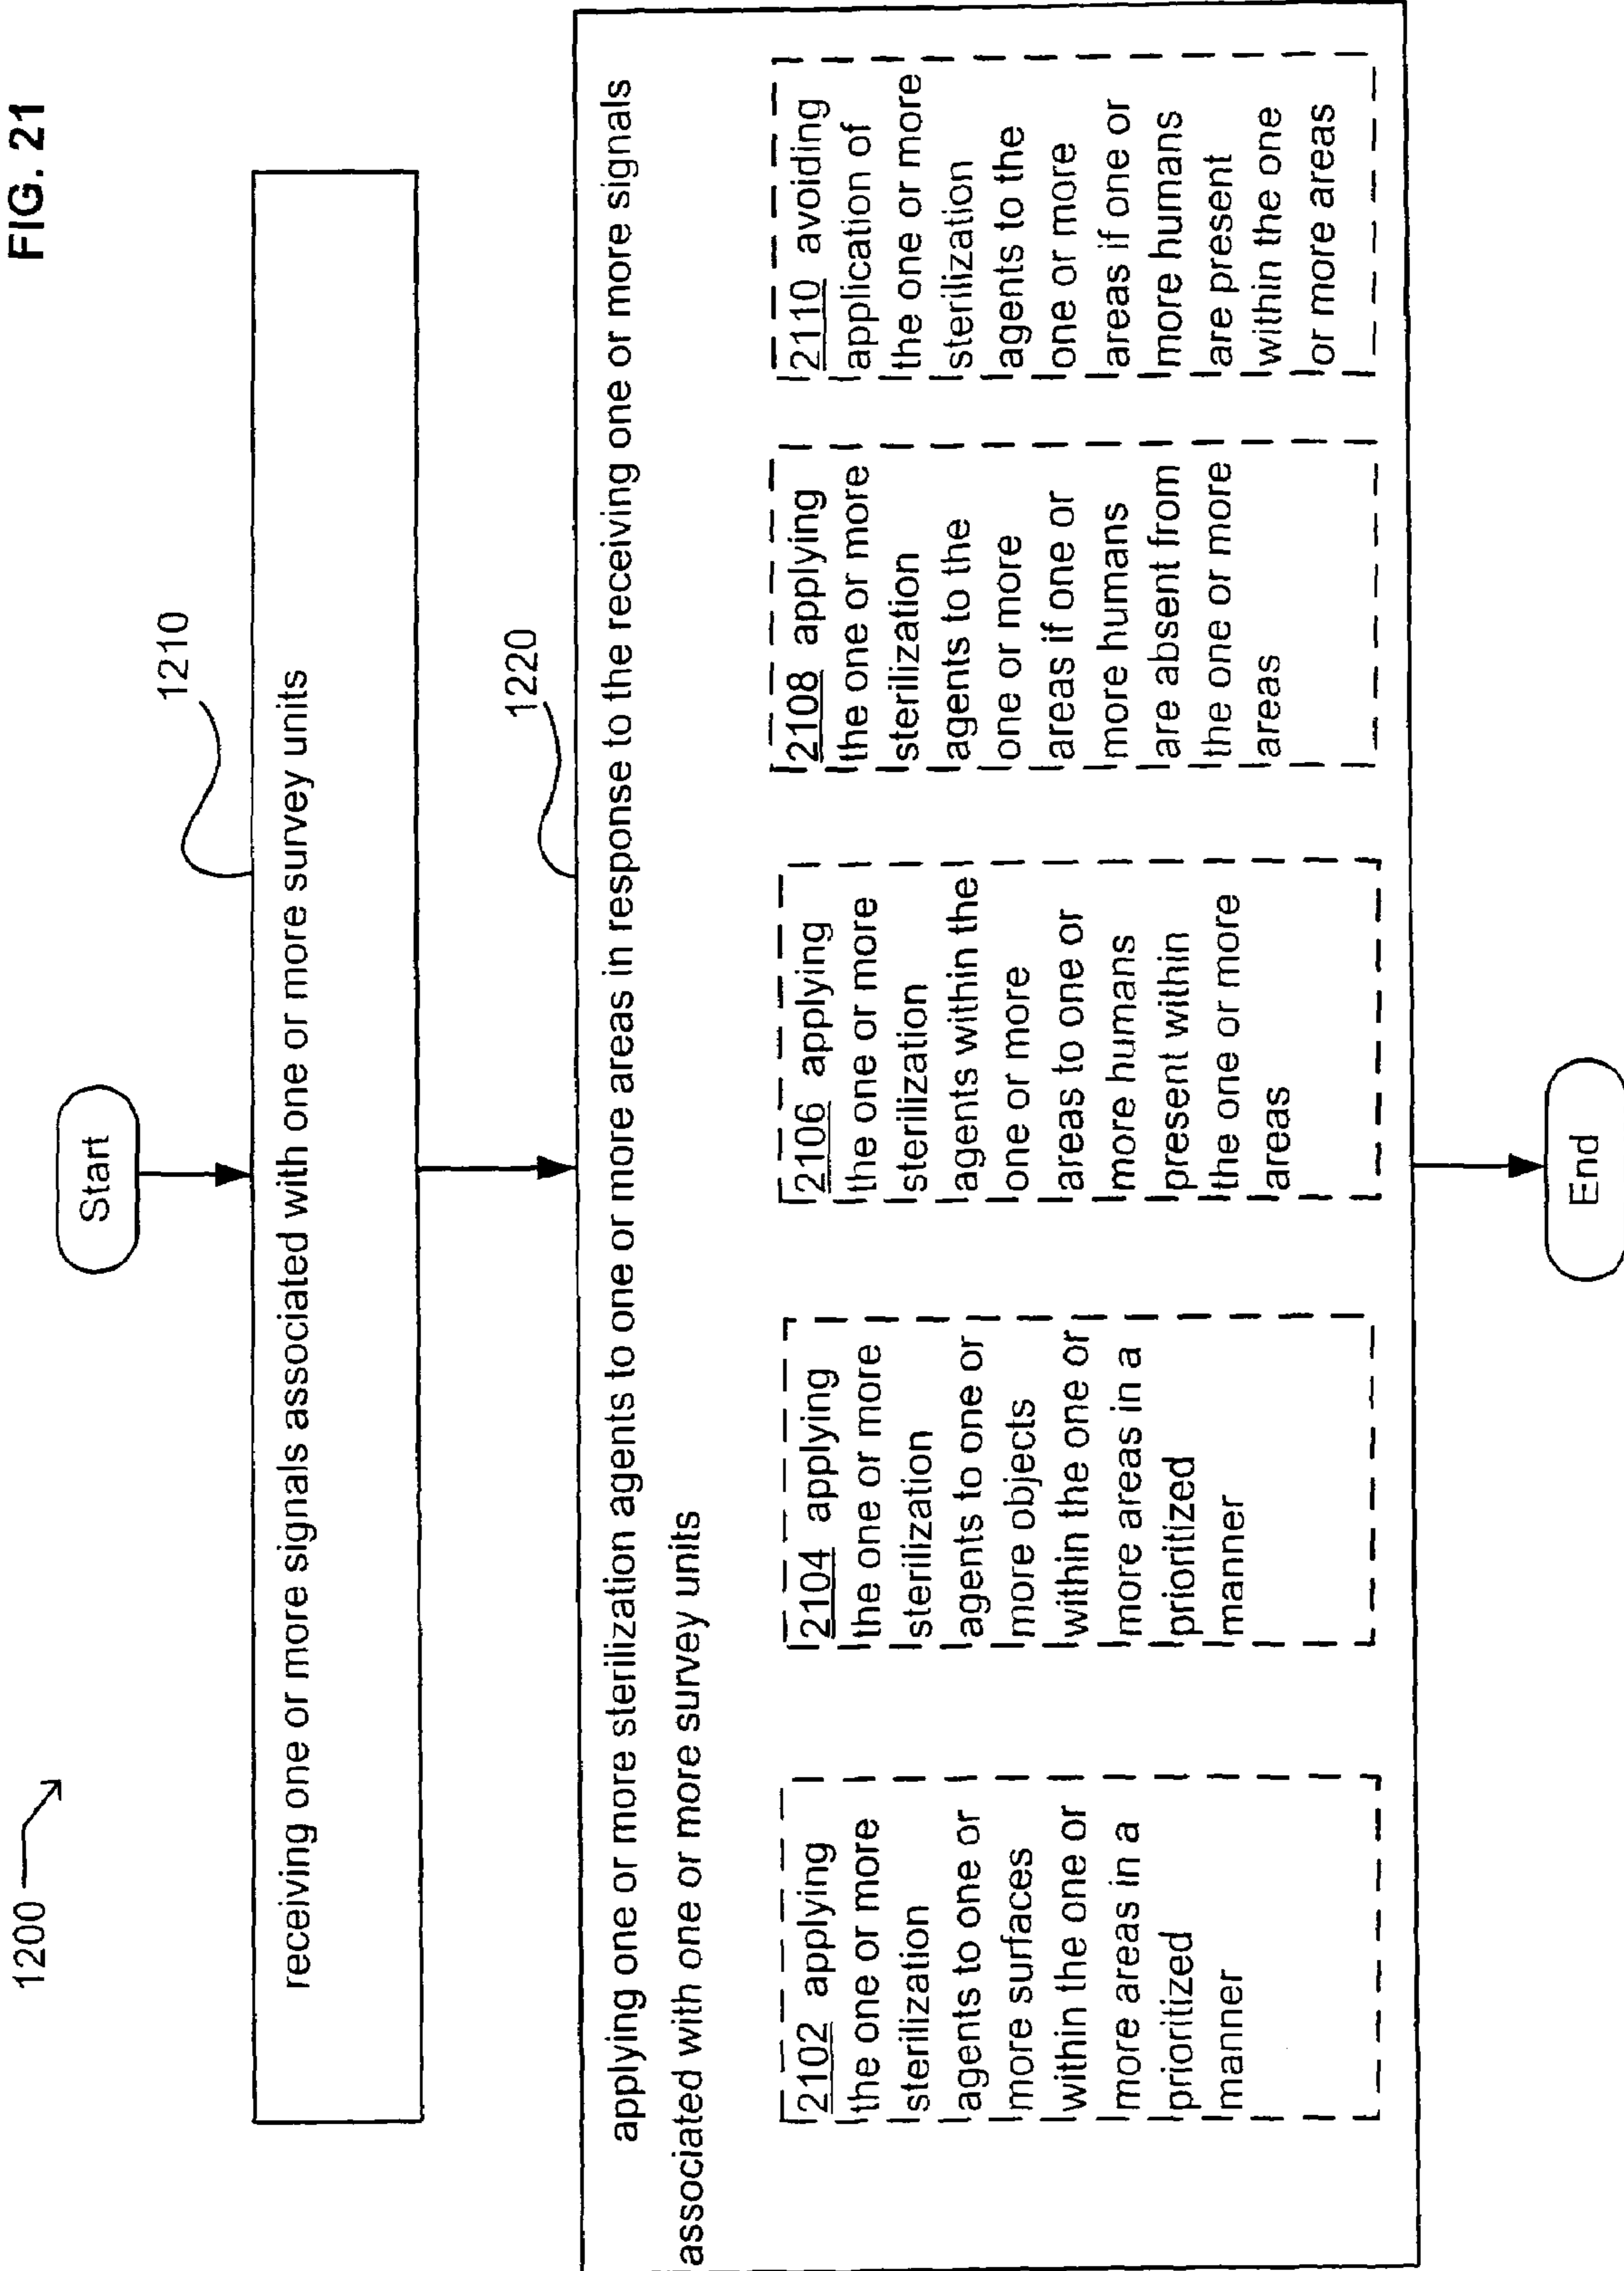 FIG. 21
1200
Start
1210
receiving one or more signals associated with one or more survey units
1220
applying one or more sterilization agents to one or more areas in response to the receiving one or more signals
associated with one or more survey units
2102 applying
the one or more
sterilization
agents to one or
more surfaces
within the one or
more areas in a
prioritized
manner
2104 applying
the one or more
sterilization
agents to one or
more objects
within the one or
more areas in a
prioritized
manner
2106 applying
the one or more
sterilization
agents within the
one or more
areas to one or
more humans
present within
the one or more
areas
2108 applying
the one or more
sterilization
agents to the
one or more
areas if one or
more humans
are absent from
the one or more
areas
2110 avoiding
application of
the one or more
sterilization
agents to the
one or more
areas if one or
more humans
are present
within the one
or more areas
End